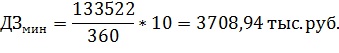 ДЗмин = 133522 / 360 * 10 = 3708,94 тыс. руб.